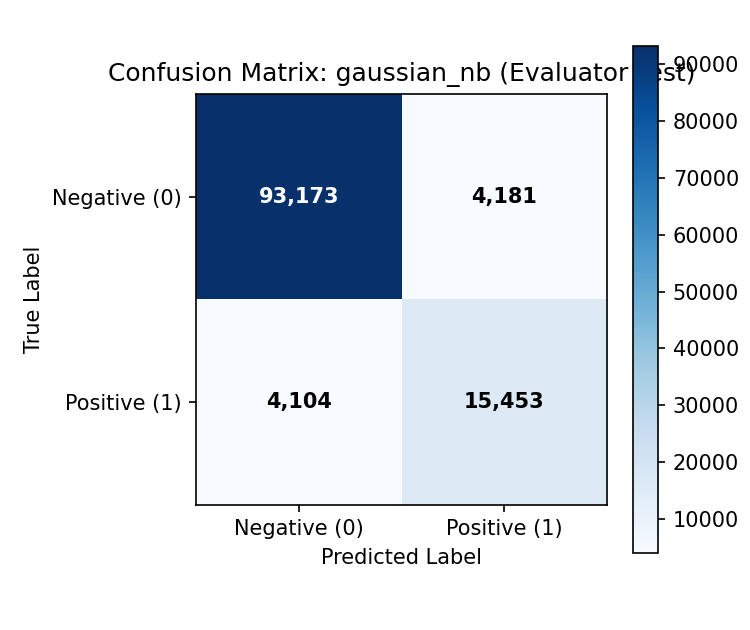 Confusion Matrix: gaussian_nb (Evaluator est)
90000
80000
70000
60000
50000
40000
30000
20000
10000
True Label
Negative (0)
93,173
4,181
Positive (1)
4,104
15,453
Negative (0)
Positive (1)
Predicted Label